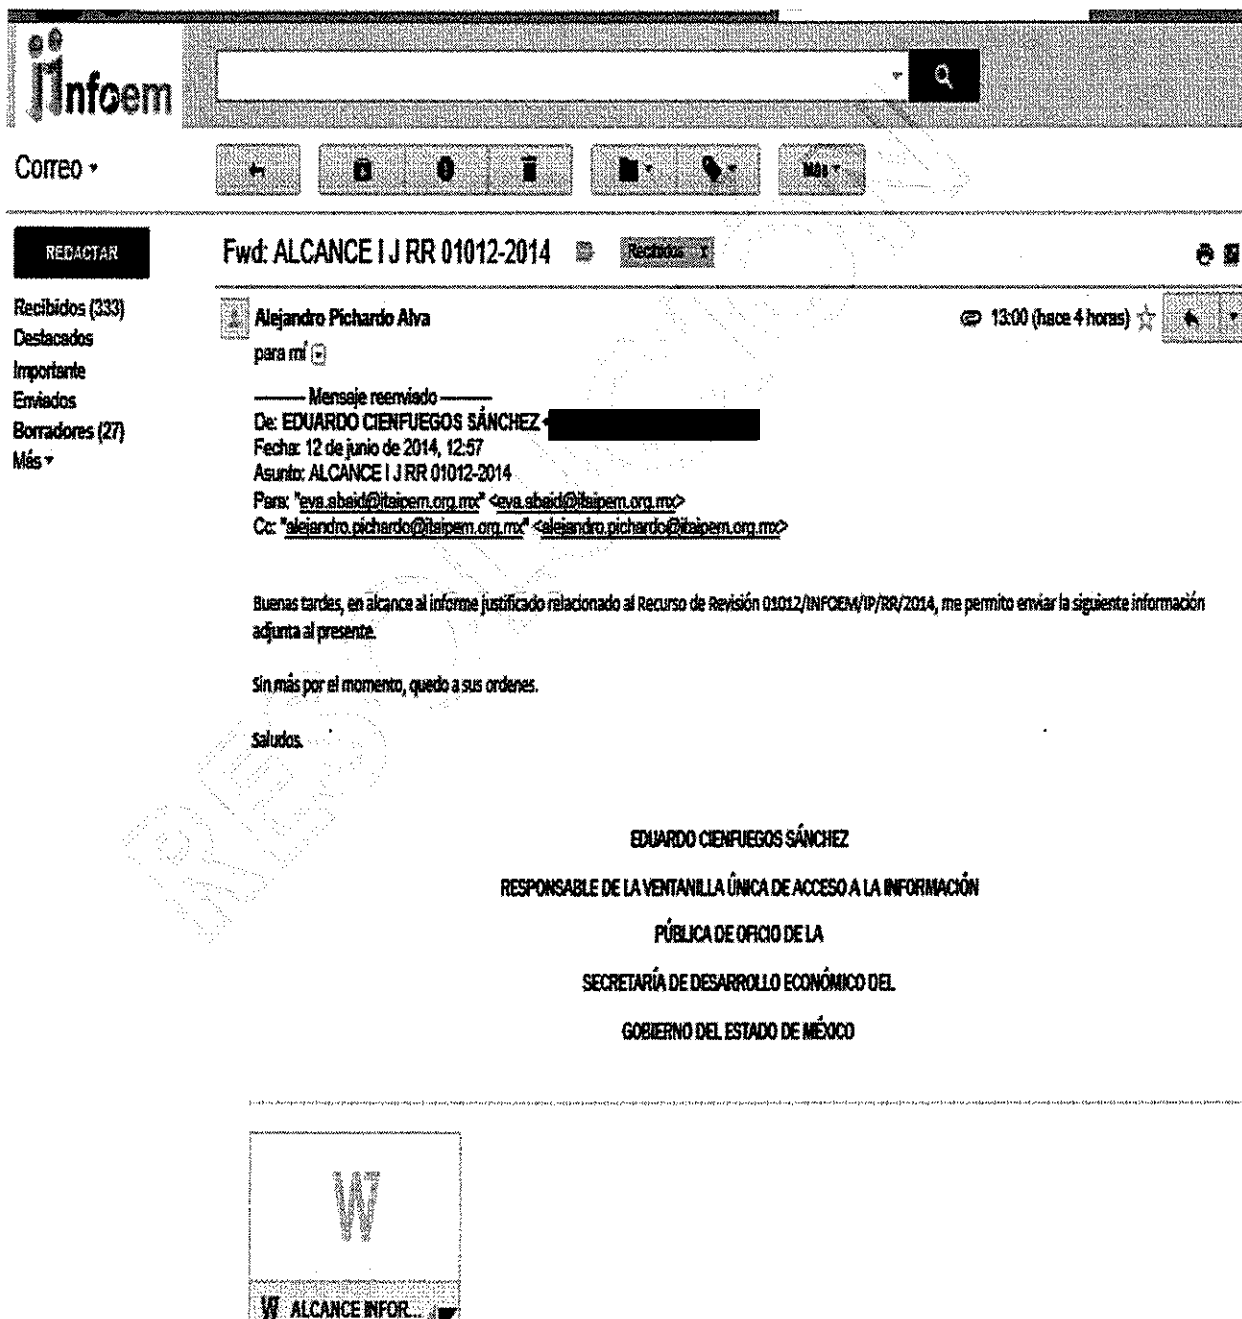 infoem
Correo
Más
REDACTAR
Fwd: ALCANCE I J RR 01012-2014 Recibidos x
Recibidos (333)
Destacados
Importante
Enviados
Borradores (27)
Más
Alejandro Pichardo Alva 13:00 (hace 4 horas)
para mí
---------- Mensaje reenviado ----------
De: EDUARDO CIENFUEGOS SÁNCHEZ <
Fecha: 12 de junio de 2014, 12:57
Asunto: ALCANCE I J RR 01012-2014
Para: "eva.abaid@itaipem.org.mx" <eva.abaid@itaipem.org.mx>
Cc: "alejandro.pichardo@itaipem.org.mx" <alejandro.pichardo@itaipem.org.mx>
Buenas tardes, en alcance al informe justificado relacionado al Recurso de Revisión 01012/INFOEM/IP/RR/2014, me permito enviar la siguiente información
adjunta al presente.
Sin más por el momento, quedo a sus ordenes.
Saludos.
EDUARDO CIENFUEGOS SÁNCHEZ
RESPONSABLE DE LA VENTANILLA ÚNICA DE ACCESO A LA INFORMACIÓN
PÚBLICA DE OFICIO DE LA
SECRETARÍA DE DESARROLLO ECONÓMICO DEL
GOBIERNO DEL ESTADO DE MÉXICO
W
W ALCANCE INFOR...
RESOLUCIÓN